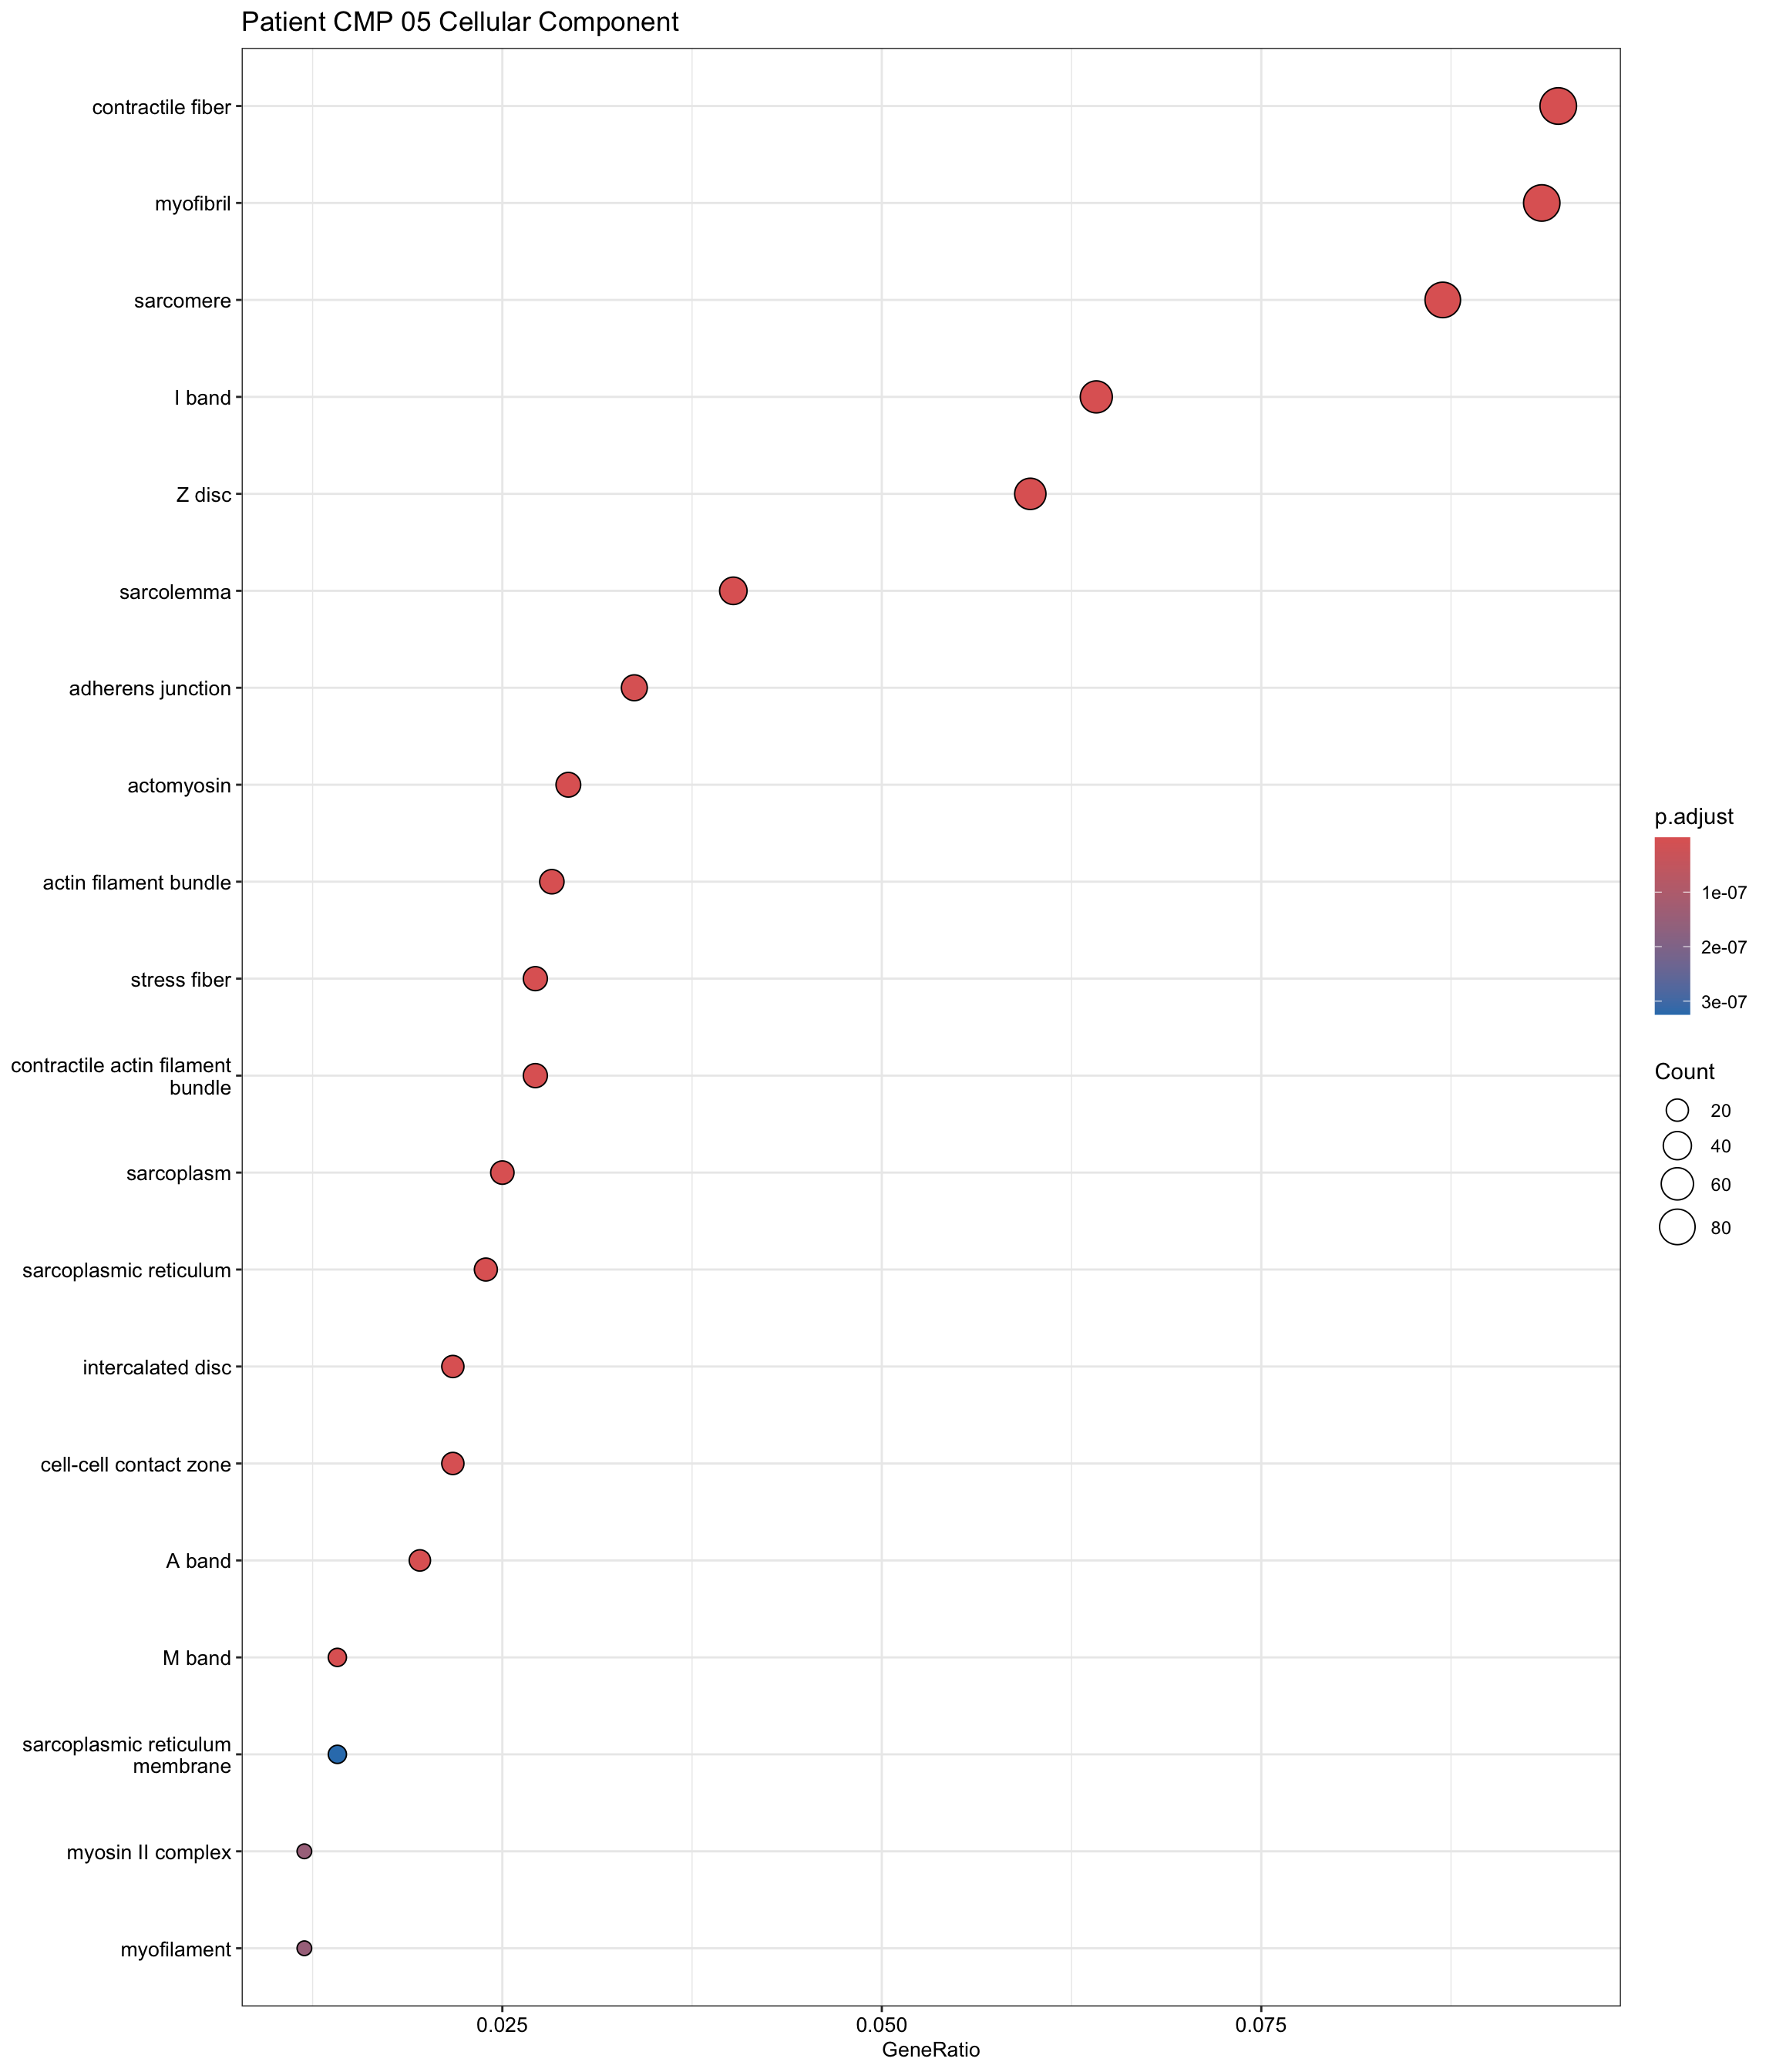 Patient CMP 05 Cellular Component
contractile fiber
myofibril
sarcomere
I band
Z disc
sarcolemma
adherens junction
actomyosin
actin filament bundle
stress fiber
contractile actin filament
bundle
sarcoplasm
sarcoplasmic reticulum
intercalated disc
cell-cell contact zone
A band
M band
sarcoplasmic reticulum
membrane
myosin II complex
myofilament
0.025
0.050
0.075
GeneRatio
p.adjust
1e-07
2e-07
3e-07
Count
20
40
60
80